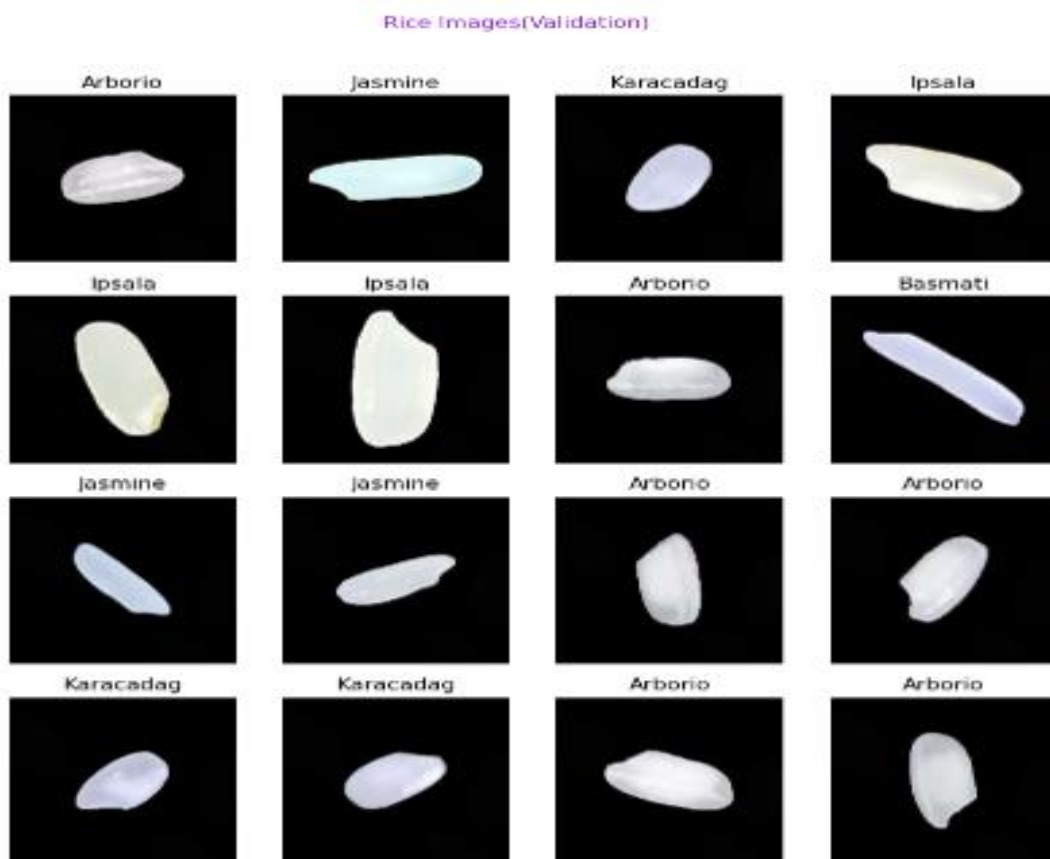 Rice Images(Validation)
Arborio Jasmine Karacadag Ipsala
Ipsala Ipsala Arborio Basmati
Jasmine Jasmine Arborio Arborio
Karacadag Karacadag Arborio Arborio